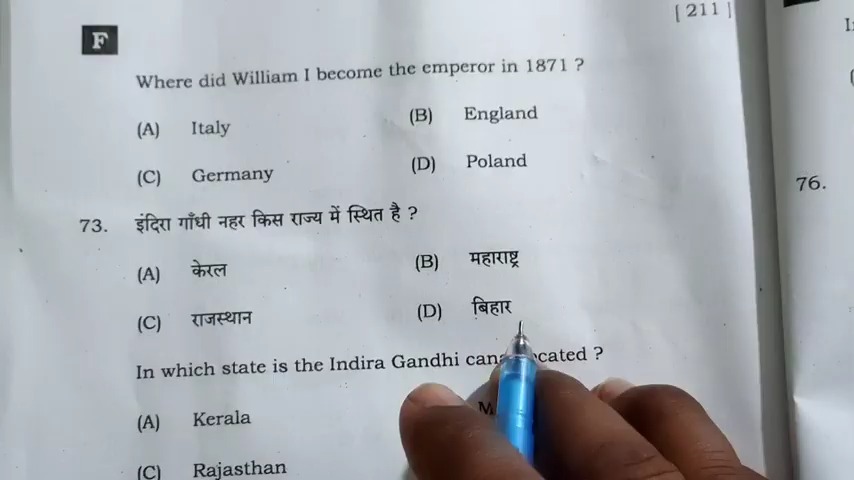 [ 211 ]
F
Where did William I become the emperor in 1871 ?
(A) Italy
(B) England
(C) Germany
(D) Poland
73. इंदिरा गाँधी नहर किस राज्य में स्थित है ?
(A) केरल
(B) महाराष्ट्र
(C) राजस्थान
(D) बिहार
In which state is the Indira Gandhi ?
(A) Kerala
(C) Rajasthan
76.